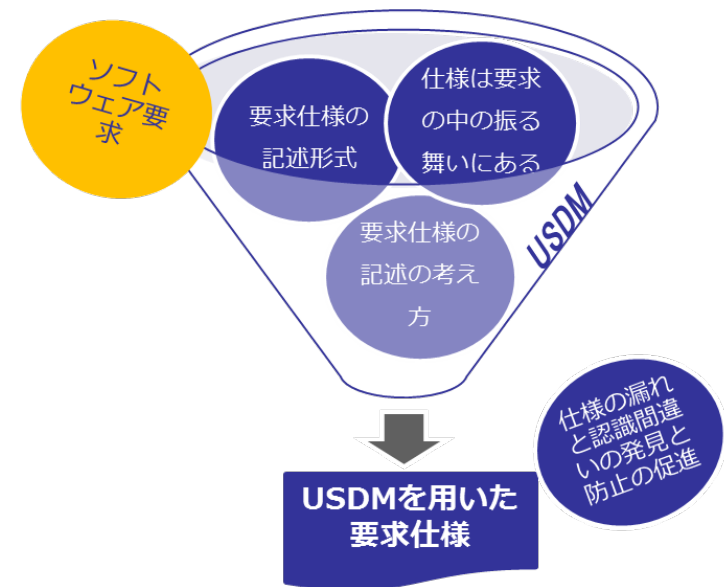 ソフト
ウェア要
求
要求仕様の
記述形式
仕様は要求
の中の振る
舞いにある
要求仕様の
記述の考え
方
USDM
仕様の漏れ
と認識間違
いの発見と
防止の促進
USDMを用いた
要求仕様